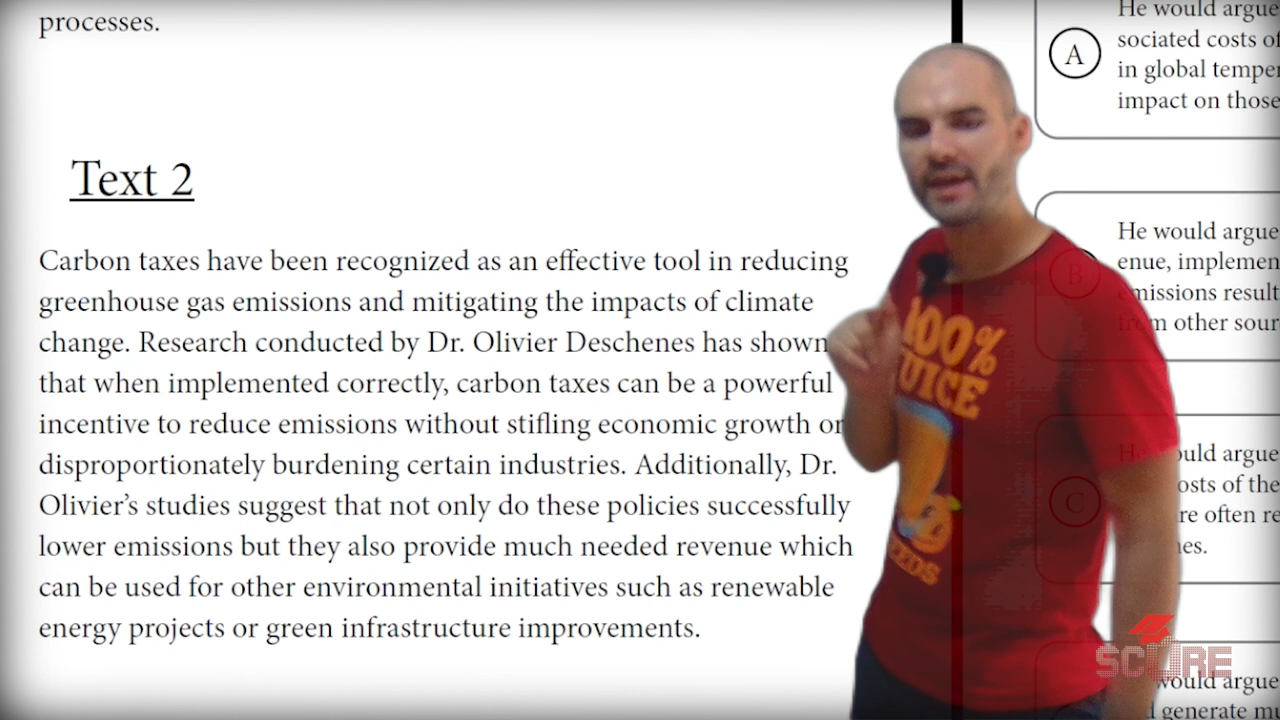 processes.
Text 2
Carbon taxes have been recognized as an effective tool in reducing
greenhouse gas emissions and mitigating the impacts of climate
change. Research conducted by Dr. Olivier Deschenes has shown
that when implemented correctly, carbon taxes can be a powerful
incentive to reduce emissions without stifling economic growth or
disproportionately burdening certain industries. Additionally, Dr.
Olivier's studies suggest that not only do these policies successfully
lower emissions but they also provide much needed revenue which
can be used for other environmental initiatives such as renewable
energy projects or green infrastructure improvements.
A
He would argue
sociated costs of
in global temper
impact on those
B
He would argue
enue, implemen
emissions result
from other sour
C
He would argue
osts of the
re often re
nes.
would argue
generate mu
100%
JUICE
SCORE